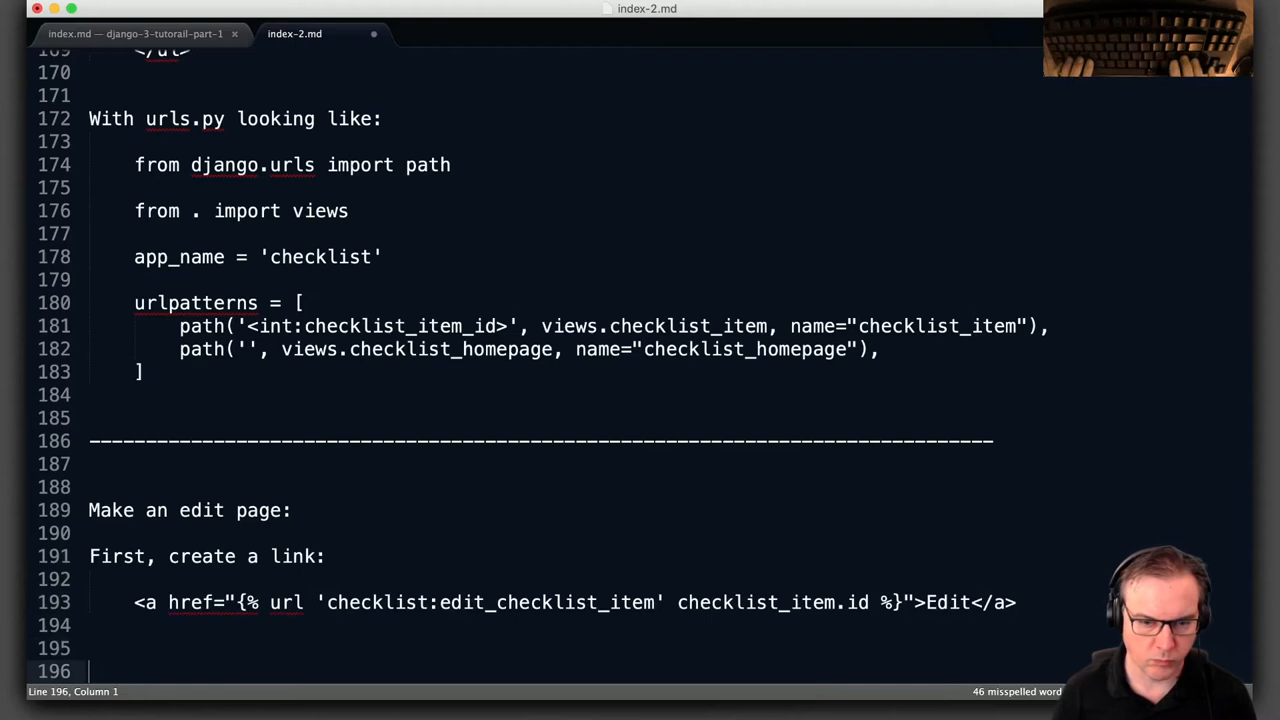 index-2.md
index.md — django-3-tutorail-part-1 ×
index-2.md
169 </ul>
170
171
172 With urls.py looking like:
173
174 from django.urls import path
175
176 from . import views
177
178 app_name = 'checklist'
179
180 urlpatterns = [
181 path('<int:checklist_item_id>', views.checklist_item, name="checklist_item"),
182 path('', views.checklist_homepage, name="checklist_homepage"),
183 ]
184
185
186 --------------------------------------------------------------------------------
187
188
189 Make an edit page:
190
191 First, create a link:
192
193 <a href="{% url 'checklist:edit_checklist_item' checklist_item.id %}">Edit</a>
194
195
196
Line 196, Column 1
46 misspelled word